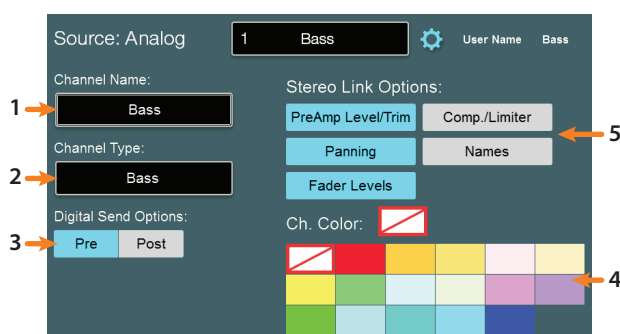 Source: Analog
1 Bass
User Name Bass
Channel Name:
1
Bass
Channel Type:
2
Bass
Digital Send Options:
3
Pre Post
Stereo Link Options:
PreAmp Level/Trim Comp./Limiter
5
Panning Names
Fader Levels
Ch. Color:
4